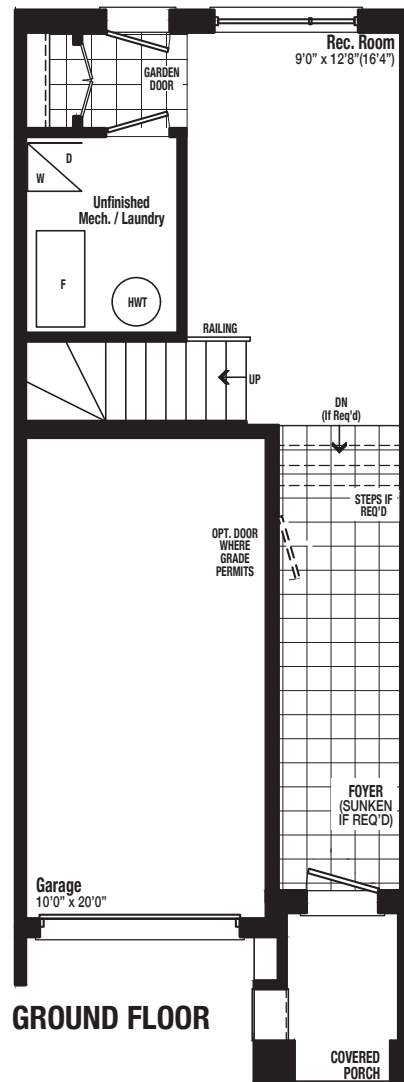 Rec. Room
9'0" x 12'8"(16'4")
GARDEN
DOOR
D
W
Unfinished
Mech. / Laundry
F
HWT
RAILING
UP
DN
(If Req'd)
STEPS IF
REQ'D
OPT. DOOR
WHERE
GRADE
PERMITS
FOYER
(SUNKEN
IF REQ'D)
Garage
10'0" x 20'0"
GROUND FLOOR
COVERED
PORCH